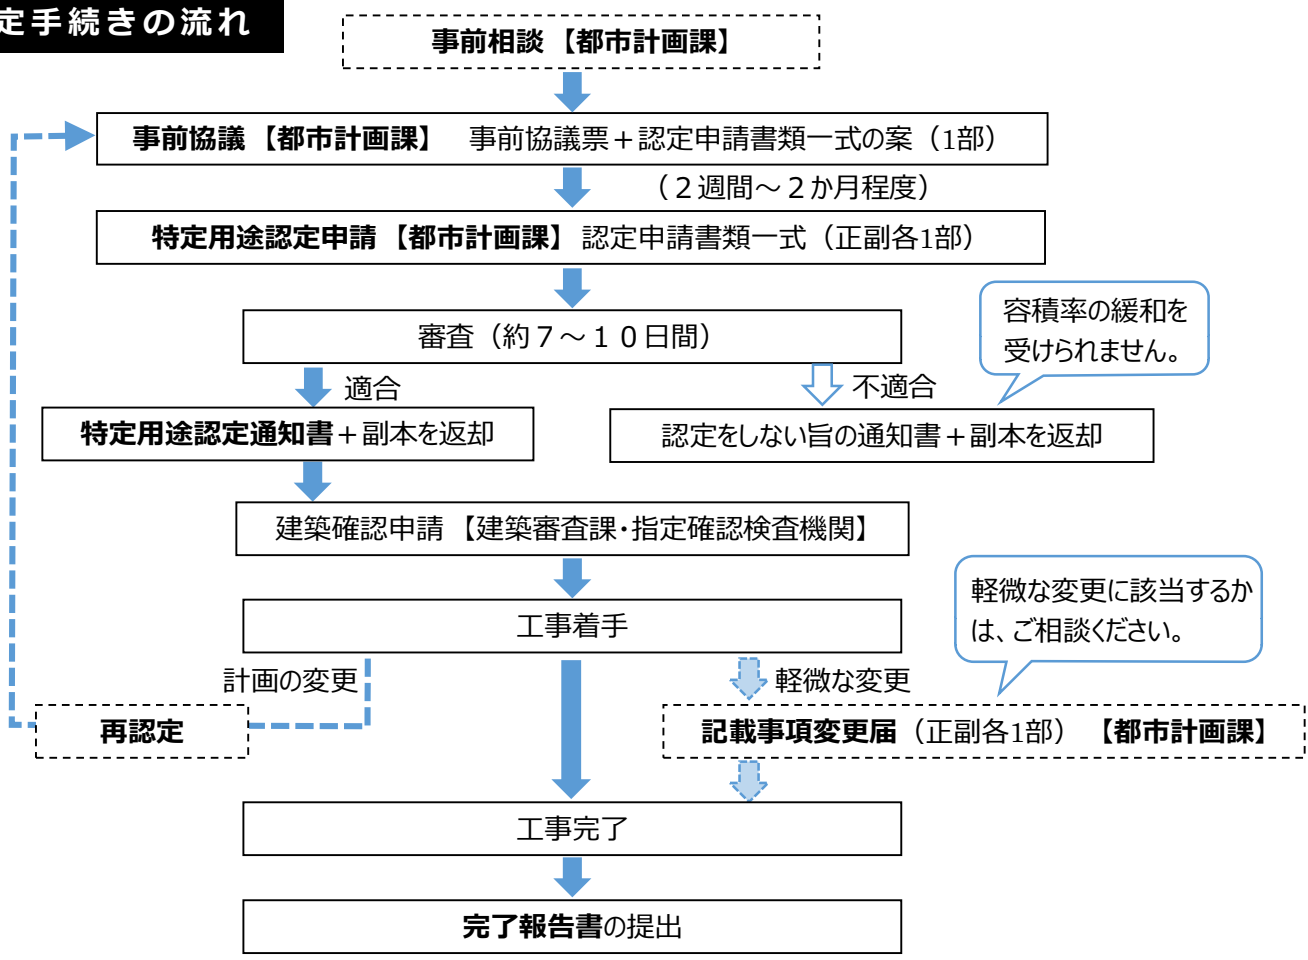 定手続きの流れ
事前相談【都市計画課】
事前協議【都市計画課】　事前協議票＋認定申請書類一式の案（1部）
（２週間～２か月程度）
特定用途認定申請【都市計画課】認定申請書類一式（正副各1部）
審査（約７～１０日間）
容積率の緩和を
受けられません。
適合
不適合
特定用途認定通知書＋副本を返却
認定をしない旨の通知書＋副本を返却
建築確認申請【建築審査課・指定確認検査機関】
軽微な変更に該当するか
は、ご相談ください。
工事着手
計画の変更
軽微な変更
再認定
記載事項変更届（正副各1部）【都市計画課】
工事完了
完了報告書の提出